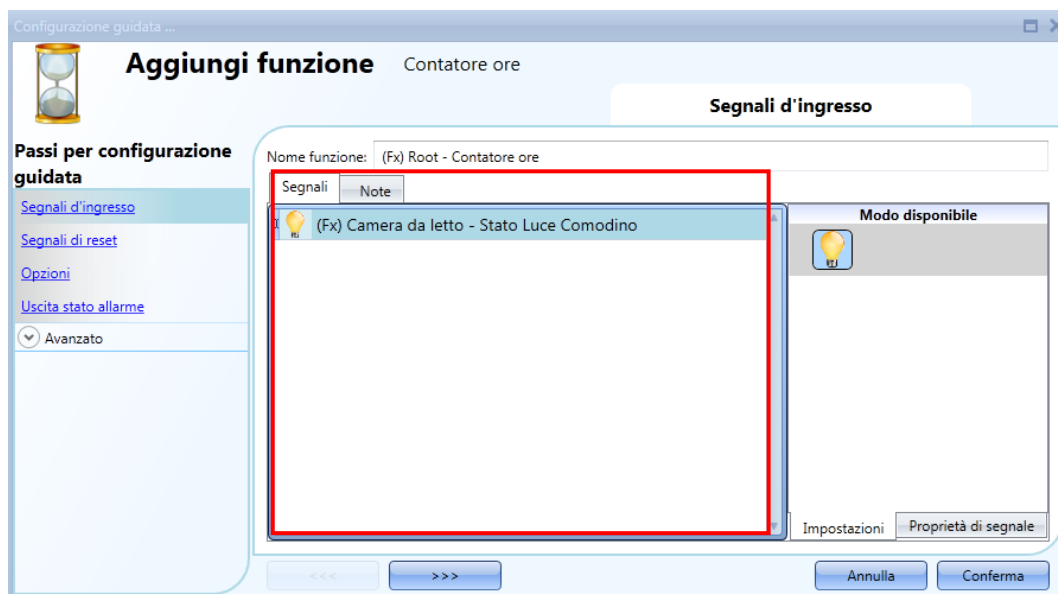 Configurazione guidata ...
Aggiungi funzione Contatore ore
Segnali d'ingresso
Passi per configurazione
guidata
Segnali d'ingresso
Segnali di reset
Opzioni
Uscita stato allarme
Avanzato
Nome funzione: (Fx) Root - Contatore ore
Segnali Note
(Fx) Camera da letto - Stato Luce Comodino
Modo disponibile
Impostazioni Proprietà di segnale
<<< >>> Annulla Conferma